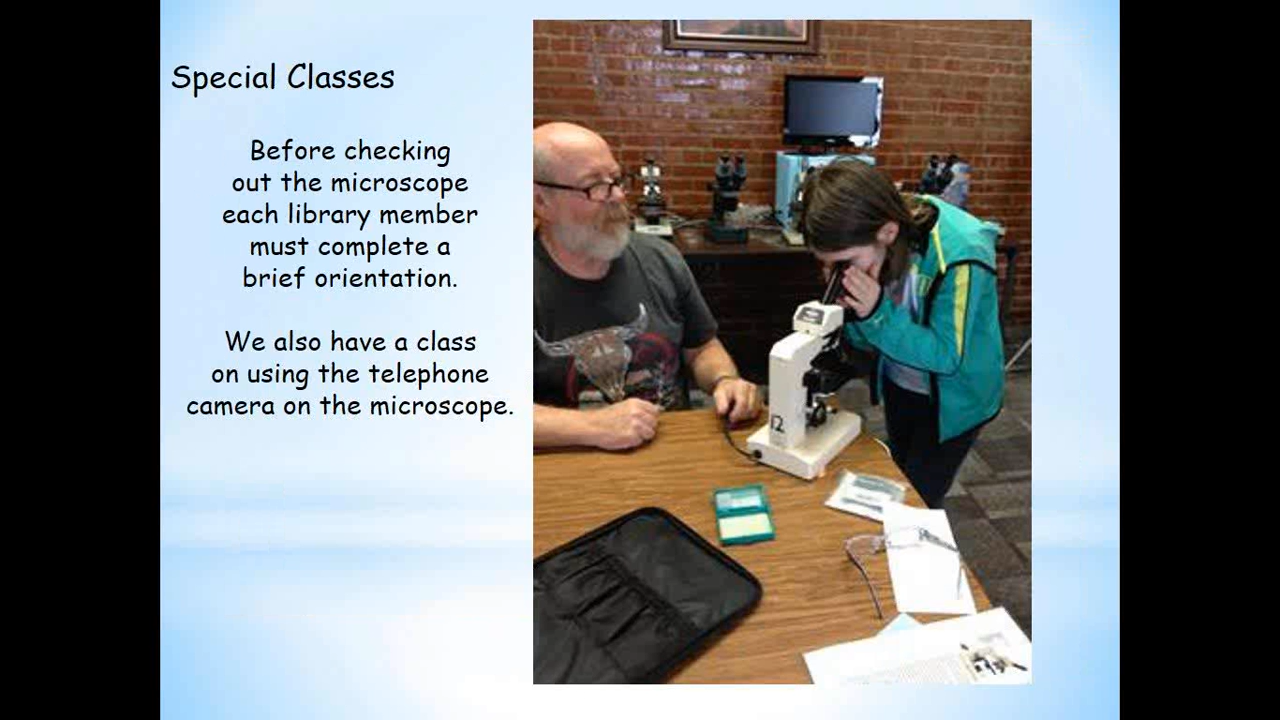 Special Classes
Before checking
out the microscope
each library member
must complete a
brief orientation.
We also have a class
on using the telephone
camera on the microscope.
12